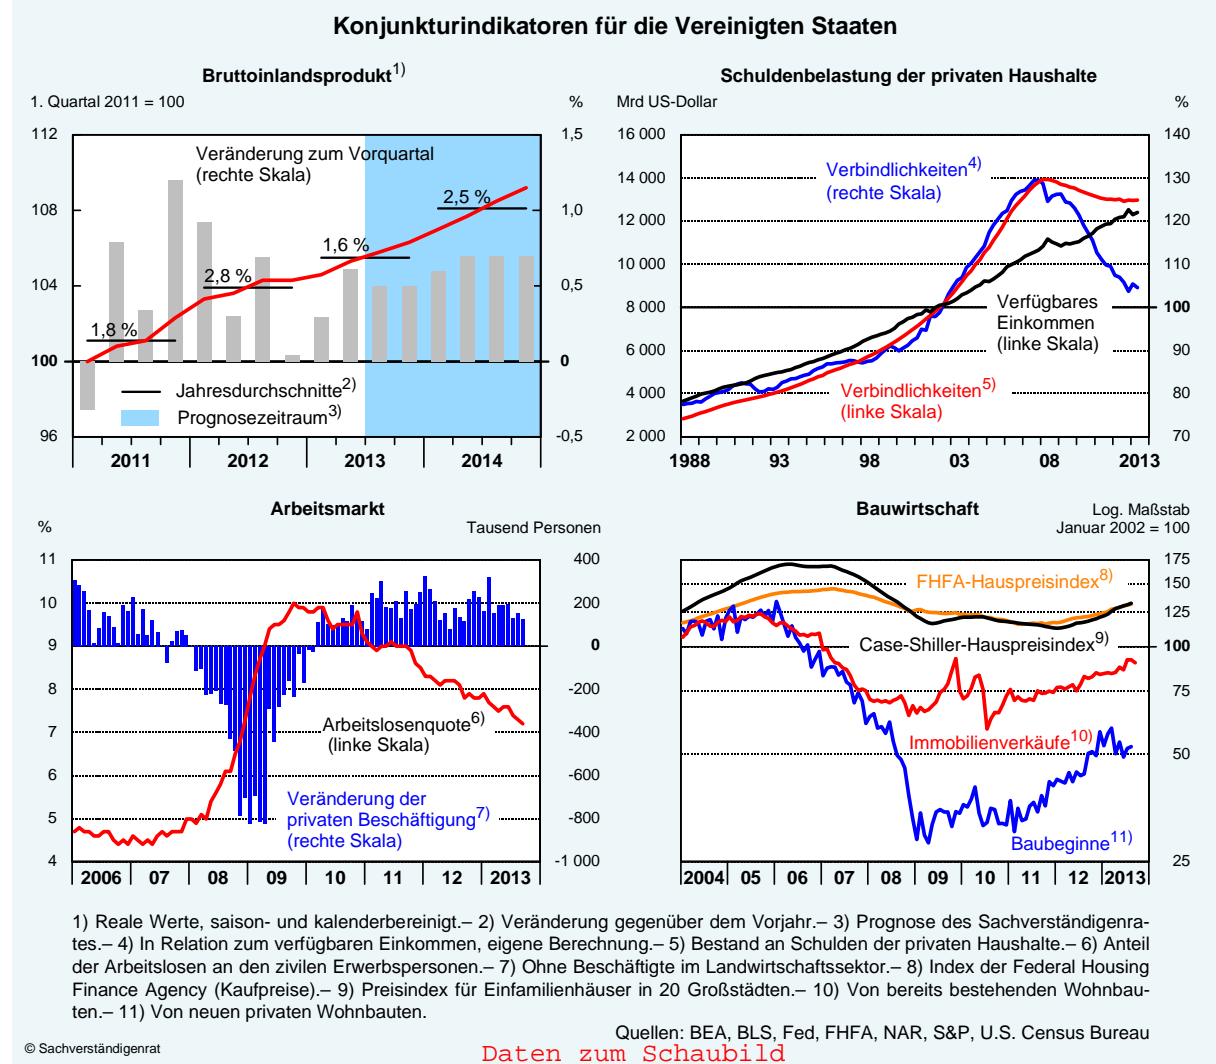 Konjunkturindikatoren für die Vereinigten Staaten
Bruttoinlandsprodukt1)
1. Quartal 2011 = 100
%
112
108
104
100
96
1,5
1,0
0,5
0
-0,5
Veränderung zum Vorquartal
(rechte Skala)
1,8 %
2,8 %
1,6 %
2,5 %
Jahresdurchschnitte2)
Prognosezeitraum3)
2011
2012
2013
2014
Schuldenbelastung der privaten Haushalte
Mrd US-Dollar
%
16 000
14 000
12 000
10 000
8 000
6 000
4 000
2 000
140
130
120
110
100
90
80
70
Verbindlichkeiten4)
(rechte Skala)
Verfügbares
Einkommen
(linke Skala)
Verbindlichkeiten5)
(linke Skala)
1988
93
98
03
08
2013
Arbeitsmarkt
%
Tausend Personen
11
10
9
8
7
6
5
4
400
200
0
-200
-400
-600
-800
-1 000
Arbeitslosenquote6)
(linke Skala)
Veränderung der
privaten Beschäftigung7)
(rechte Skala)
2006
07
08
09
10
11
12
2013
Bauwirtschaft
Log. Maßstab
Januar 2002 = 100
175
150
125
100
75
50
25
FHFA-Hauspreisindex8)
Case-Shiller-Hauspreisindex9)
Immobilienverkäufe10)
Baubeginne11)
2004
05
06
07
08
09
10
11
12
2013
1) Reale Werte, saison- und kalenderbereinigt.– 2) Veränderung gegenüber dem Vorjahr.– 3) Prognose des Sachverständigenra-
tes.– 4) In Relation zum verfügbaren Einkommen, eigene Berechnung.– 5) Bestand an Schulden der privaten Haushalte.– 6) Anteil
der Arbeitslosen an den zivilen Erwerbspersonen.– 7) Ohne Beschäftigte im Landwirtschaftssektor.– 8) Index der Federal Housing
Finance Agency (Kaufpreise).– 9) Preisindex für Einfamilienhäuser in 20 Großstädten.– 10) Von bereits bestehenden Wohnbau-
ten.– 11) Von neuen privaten Wohnbauten.
Quellen: BEA, BLS, Fed, FHFA, NAR, S&P, U.S. Census Bureau
© Sachverständigenrat
Daten zum Schaubild